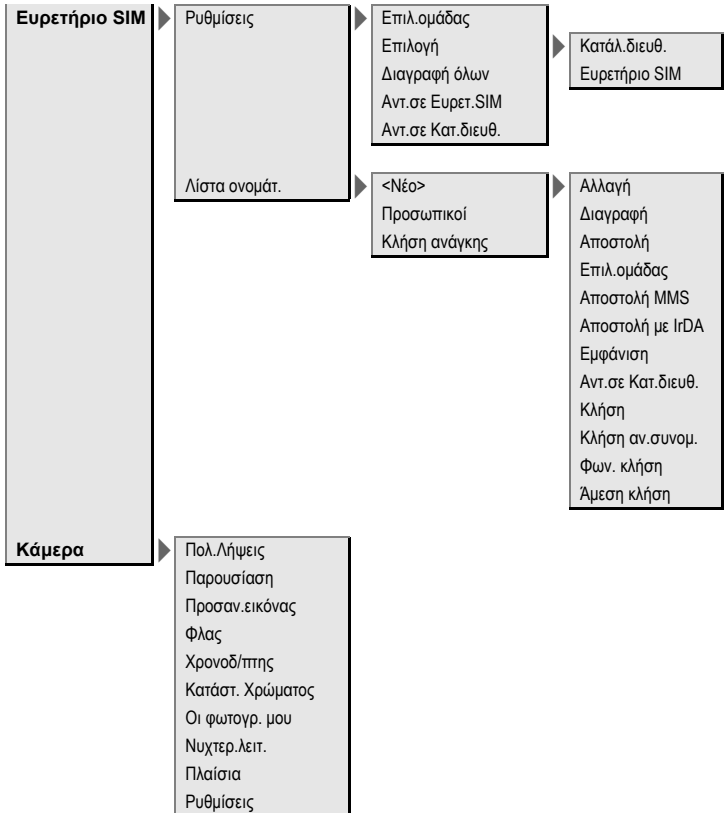 Ευρετήριο SIM
Ρυθμίσεις
Επιλ.ομάδας
Επιλογή
Κατάλ.διευθ.
Ευρετήριο SIM
Διαγραφή όλων
Αντ.σε Ευρετ.SIM
Αντ.σε Κατ.διευθ.
Λίστα ονομάτ.
<Νέο>
Προσωπικοί
Κλήση ανάγκης
Αλλαγή
Διαγραφή
Αποστολή
Επιλ.ομάδας
Αποστολή MMS
Αποστολή με IrDA
Εμφάνιση
Αντ.σε Κατ.διευθ.
Κλήση
Κλήση αν.συνομ.
Φων. κλήση
Άμεση κλήση
Κάμερα
Πολ.Λήψεις
Παρουσίαση
Προσαν.εικόνας
Φλας
Χρονοδ/πτης
Κατάστ. Χρώματος
Οι φωτογρ. μου
Νυχτερ.λειτ.
Πλαίσια
Ρυθμίσεις